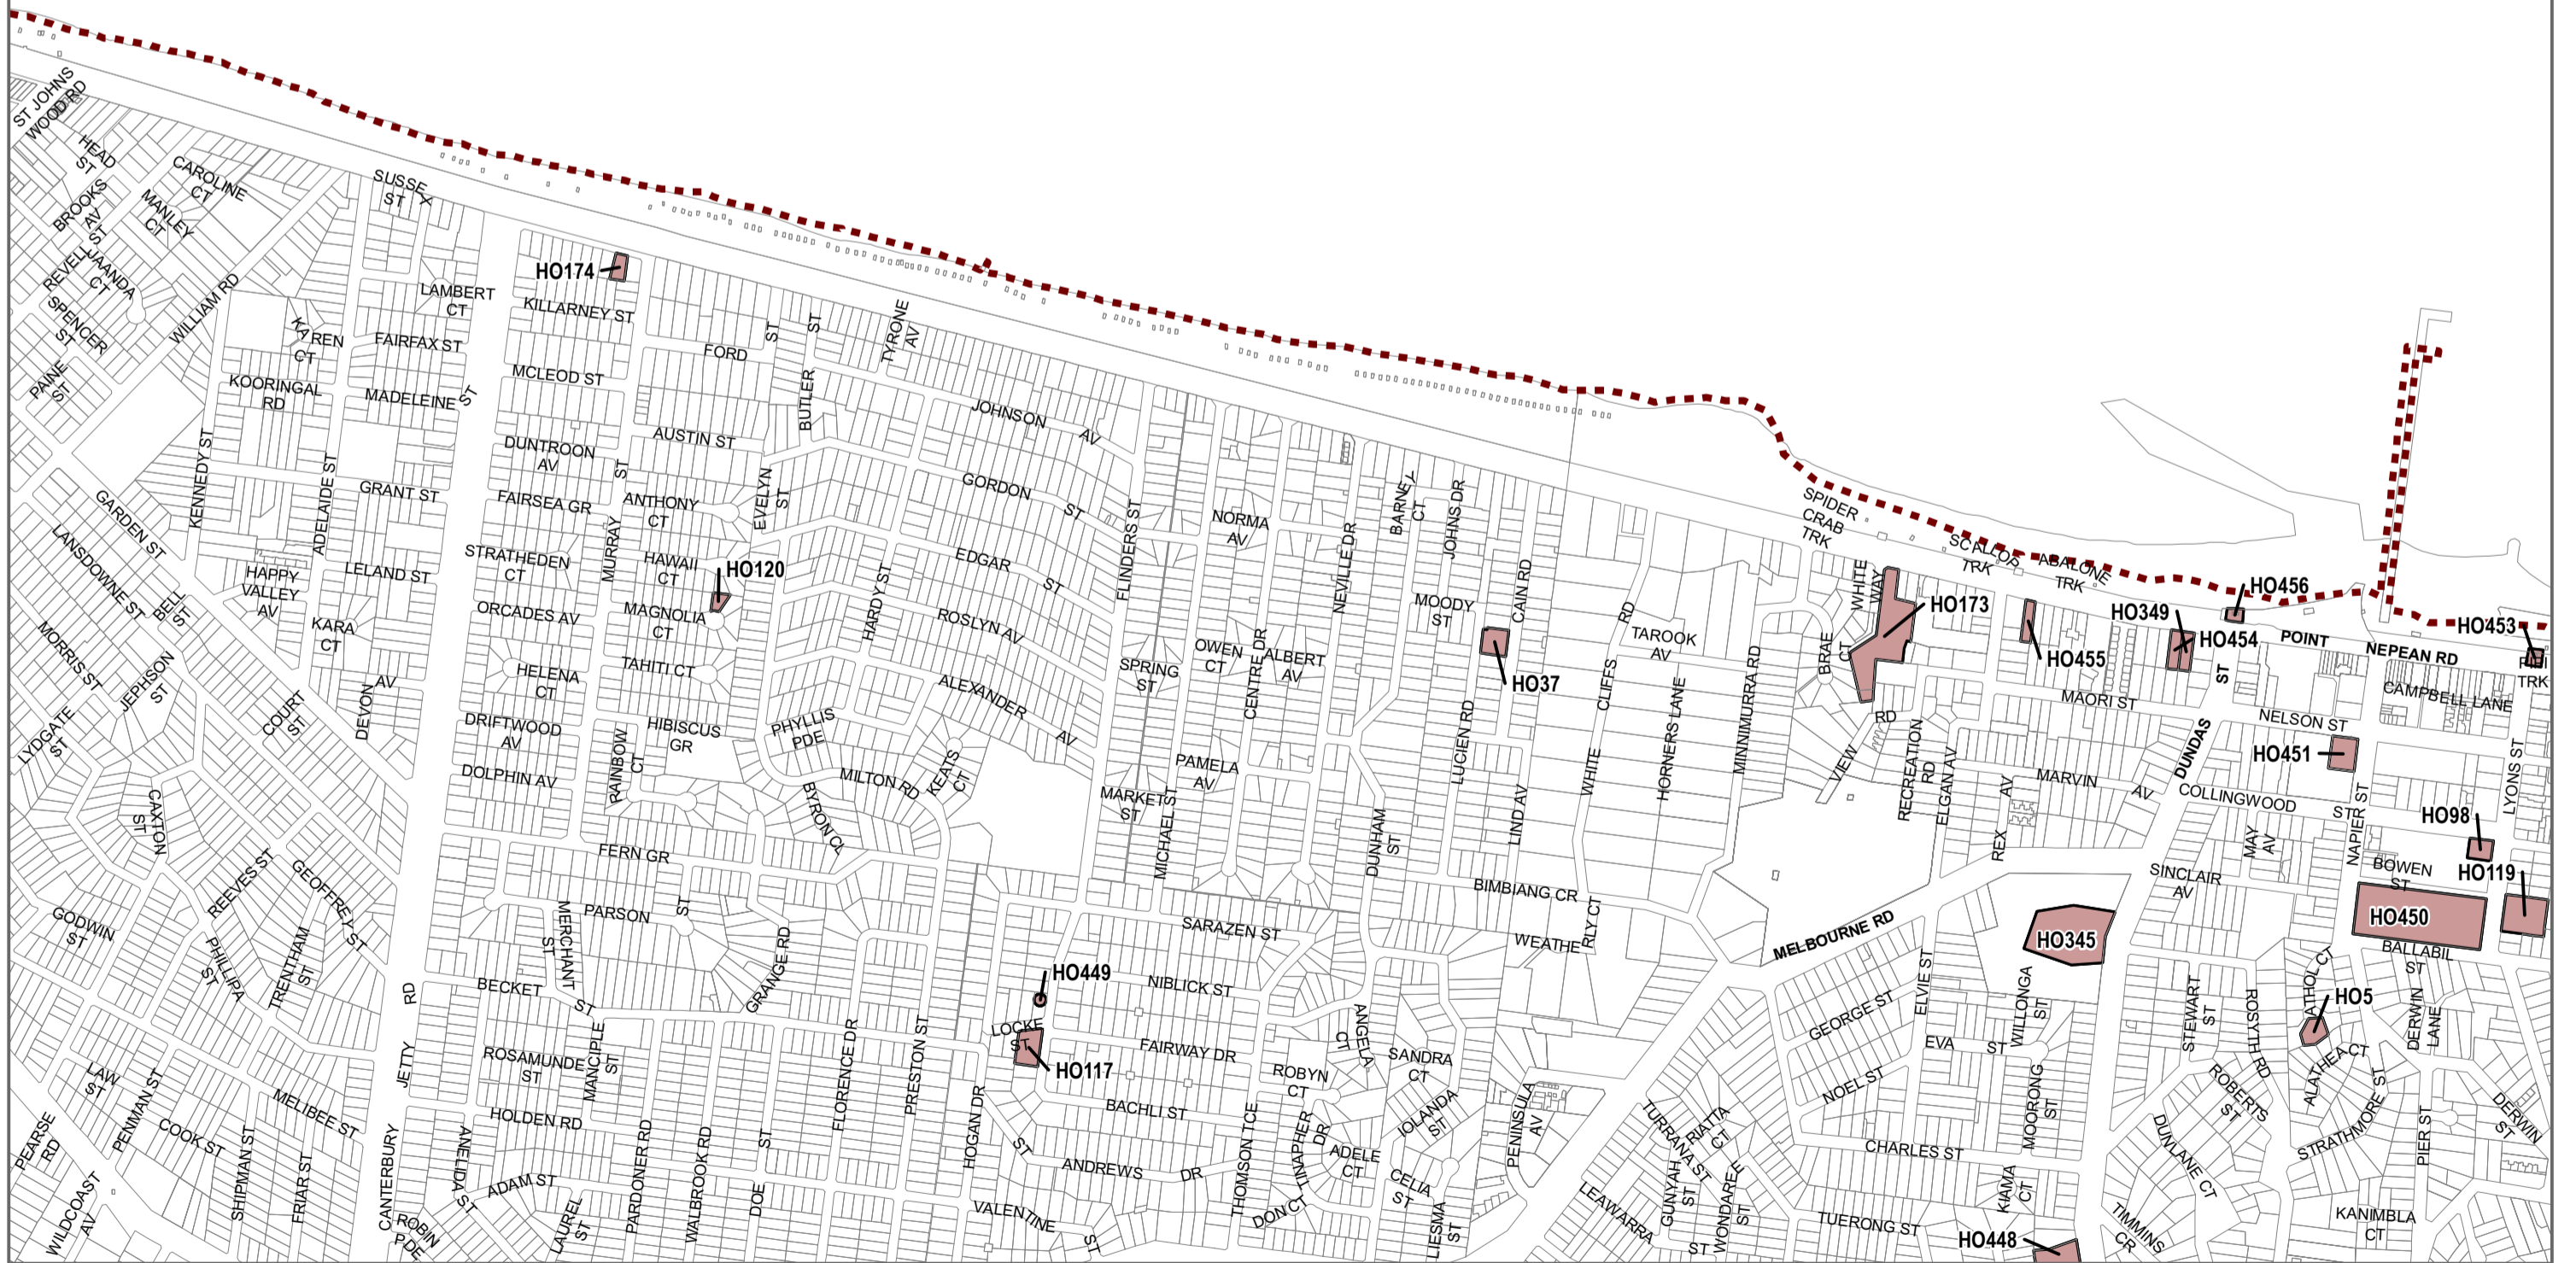 ST JOHNS
WOOD RD
HEAD
ST
BROOKS
AV
CAROLINE
CT
MANLEY
CT
REVELL
ST
JAANDA
CT
SPENCER
ST
PAINE
ST
WILLIAM RD
SUSSEX
ST
LAMBERT
CT
KAREN
CT
FAIRFAX ST
KOORINGAL
RD
MADELEINE
ST
KENNEDY ST
ADELAIDE ST
GRANT ST
GARDEN ST
LANSDOWNE ST
BELL
ST
HAPPY
VALLEY
AV
LELAND ST
KARA
CT
MORRIS ST
JEPHSON
ST
LYDGATE
ST
COURT
ST
DEVON
AV
CAXTON
ST
REEVES ST
GEOFFREY ST
GODWIN
ST
PHILLIPA
ST
TRENTHAM
ST
LAW
ST
PENMAN ST
COOK ST
PEARSE
RD
WILDCOAST
AV
SHIPMAN ST
FRIAR ST
MELIBEE ST
CANTERBURY
JETTY
RD
HO174
KILLARNEY ST
MCLEOD ST
FORD
ST
BUTLER
ST
TYRONE
AV
DUNTROON
AV
AUSTIN ST
FAIRSEA GR
MURRAY
ST
ANTHONY
CT
EVELYN
ST
STRATHEDEN
CT
HAWAII
CT
HO120
ORCADES AV
MAGNOLIA
CT
HELENA
CT
TAHITI CT
DRIFTWOOD
AV
RAINBOW
CT
HIBISCUS
GR
PHYLLIS
PDE
DOLPHIN AV
BYRON CL
MILTON RD
KEATS
CT
FERN GR
PARSON
ST
MERCHANT
ST
GRANGE RD
BECKET
ST
ROSAMUNDE
ST
MANCIPLE
ST
HOLDEN RD
ANELIDA ST
ADAM ST
ROBIN
PDE
LAUREL
ST
PARDONER RD
WALBROOK RD
DOE
ST
FLORENCE DR
PRESTON ST
HOGAN DR
JOHNSON
AV
GORDON
ST
EDGAR
ST
HARDY ST
ROSLYN AV
ALEXANDER
AV
FLINDERS ST
SPRING
ST
MARKET
ST
MICHAEL ST
NORMA
AV
OWEN
CT
ALBERT
AV
CENTRE DR
PAMELA
AV
NEVILLE DR
BARNEY
CT
JOHNS DR
MOODY
ST
CAIN RD
HO37
LUCIEN RD
LIND AV
DUNHAM
ST
BIMBIANG CR
SARAZEN ST
HO449
NIBLICK ST
LOCKE
ST
HO117
FAIRWAY DR
BACHLI ST
ST
ANDREWS
DR
VALENTINE
ST
THOMSON TCE
ROBYN
CT
ANGELA
CT
SANDRA
CT
IOLANDA
ST
TINAPHER
DR
ADELE
CT
DON CT
CELIA
ST
LIESMA
ST
PENINSULA
AV
WHITE
CLIFFS
RD
TAROOK
AV
HORNERS LANE
MINNIMURRA RD
WEATHERLY CT
MELBOURNE RD
SPIDER
CRAB
TRK
WHITE
WAY
BRAE
CT
HO173
SCALLOP
TRK
ABALONE
TRK
HO455
HO349
HO454
HO456
POINT
NEPEAN RD
HO453
TRK
CAMPBELL LANE
MAORI ST
NELSON ST
DUNDAS
ST
VIEW
RD
RECREATION
RD
ELGAN AV
REX
AV
MARVIN
AV
COLLINGWOOD
ST
HO451
NAPIER ST
LYONS ST
HO98
MAY
AV
BOWEN
ST
HO119
SINCLAIR
AV
HO450
HO345
BALLABIL
ST
ELVIE ST
GEORGE ST
WILLONGA
ST
EVA
ST
NOEL ST
MOORONG
ST
STEWART
ST
ROSYTH RD
ATHOL CT
HO5
DERWIN
LANE
ALATHEA CT
ROBERTS
ST
STRATHMORE ST
PIER ST
DERWIN
ST
DUNLANE CT
CHARLES ST
TURRANA ST
RIATTA
CT
GUNYAH
ST
WONDAREE
ST
LEAWARRA
ST
KIAMA
CT
TUERONG ST
HO448
TIMMINS
CR
KANIMBLA
CT